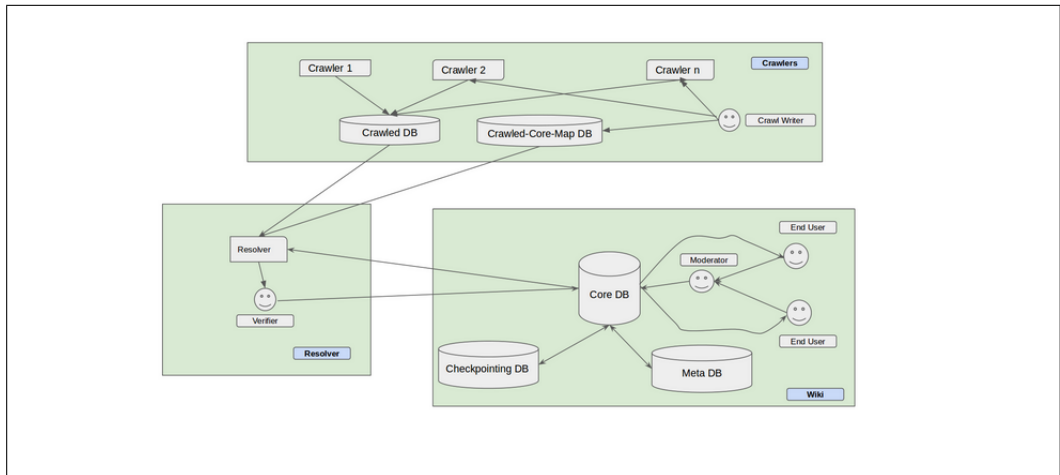 Crawler 1
Crawler 2
Crawler n
Crawlers
Crawled DB
Crawled-Core-Map DB
Crawl Writer
Resolver
Verifier
Resolver
End User
Moderator
Core DB
End User
Checkpointing DB
Meta DB
Wiki